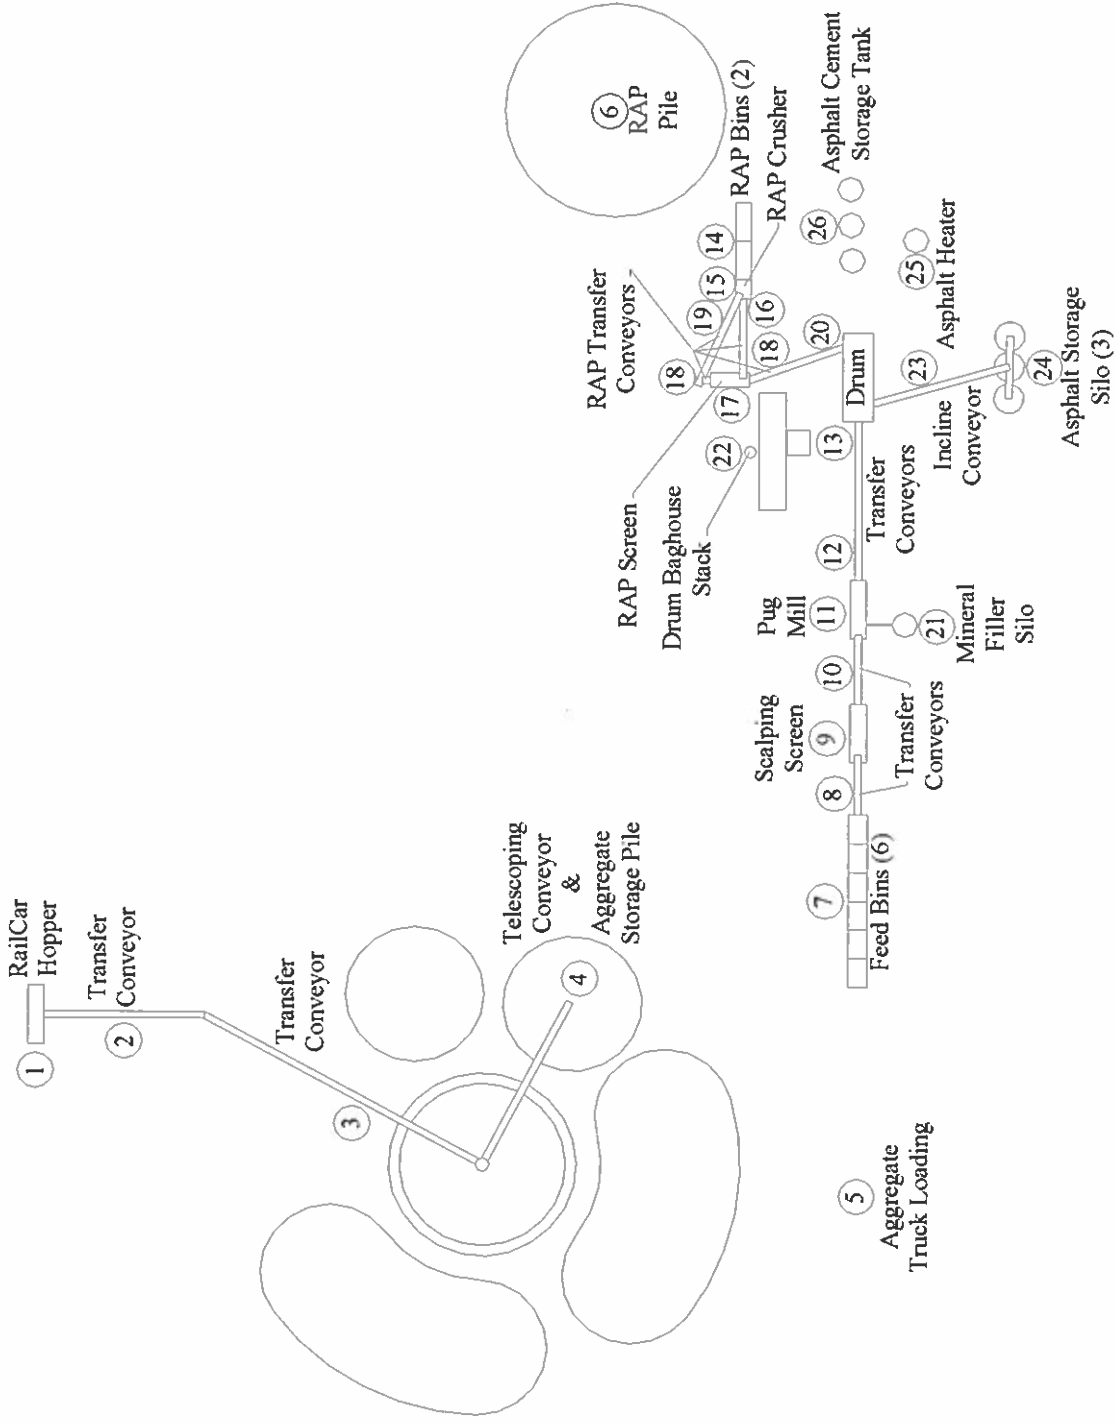 1
RailCar
Hopper
2
Transfer
Conveyor
3
Transfer
Conveyor
4
Telescoping
Conveyor
&
Aggregate
Storage Pile
5
Aggregate
Truck Loading
6
RAP
Pile
7
Feed Bins (6)
8
Scalping
Screen
9
Transfer
Conveyors
10
Pug
Mill
11
21
Mineral
Filler
Silo
12
Transfer
Conveyors
13
Drum
RAP Screen
Drum Baghouse
Stack
22
17
18
RAP Transfer
Conveyors
19
15
14
RAP Bins (2)
RAP Crusher
16
18
20
23
Incline
Conveyor
24
Asphalt Storage
Silo (3)
25
Asphalt Heater
26
Asphalt Cement
Storage Tank